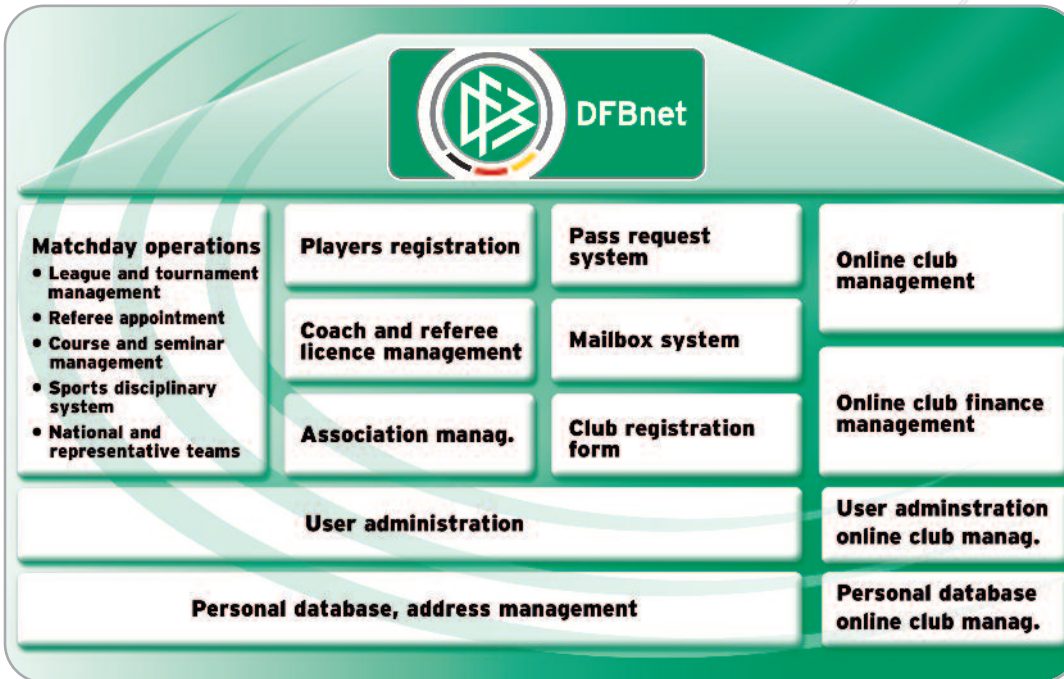 DFB
DFBnet
Matchday operations
• League and tournament
management
• Referee appointment
• Course and seminar
management
• Sports disciplinary
system
• National and
representative teams
Players registration
Coach and referee
licence management
Association manag.
Pass request
system
Mailbox system
Club registration
form
Online club
management
Online club finance
management
User administration
User adminstration
online club manag.
Personal database, address management
Personal database
online club manag.